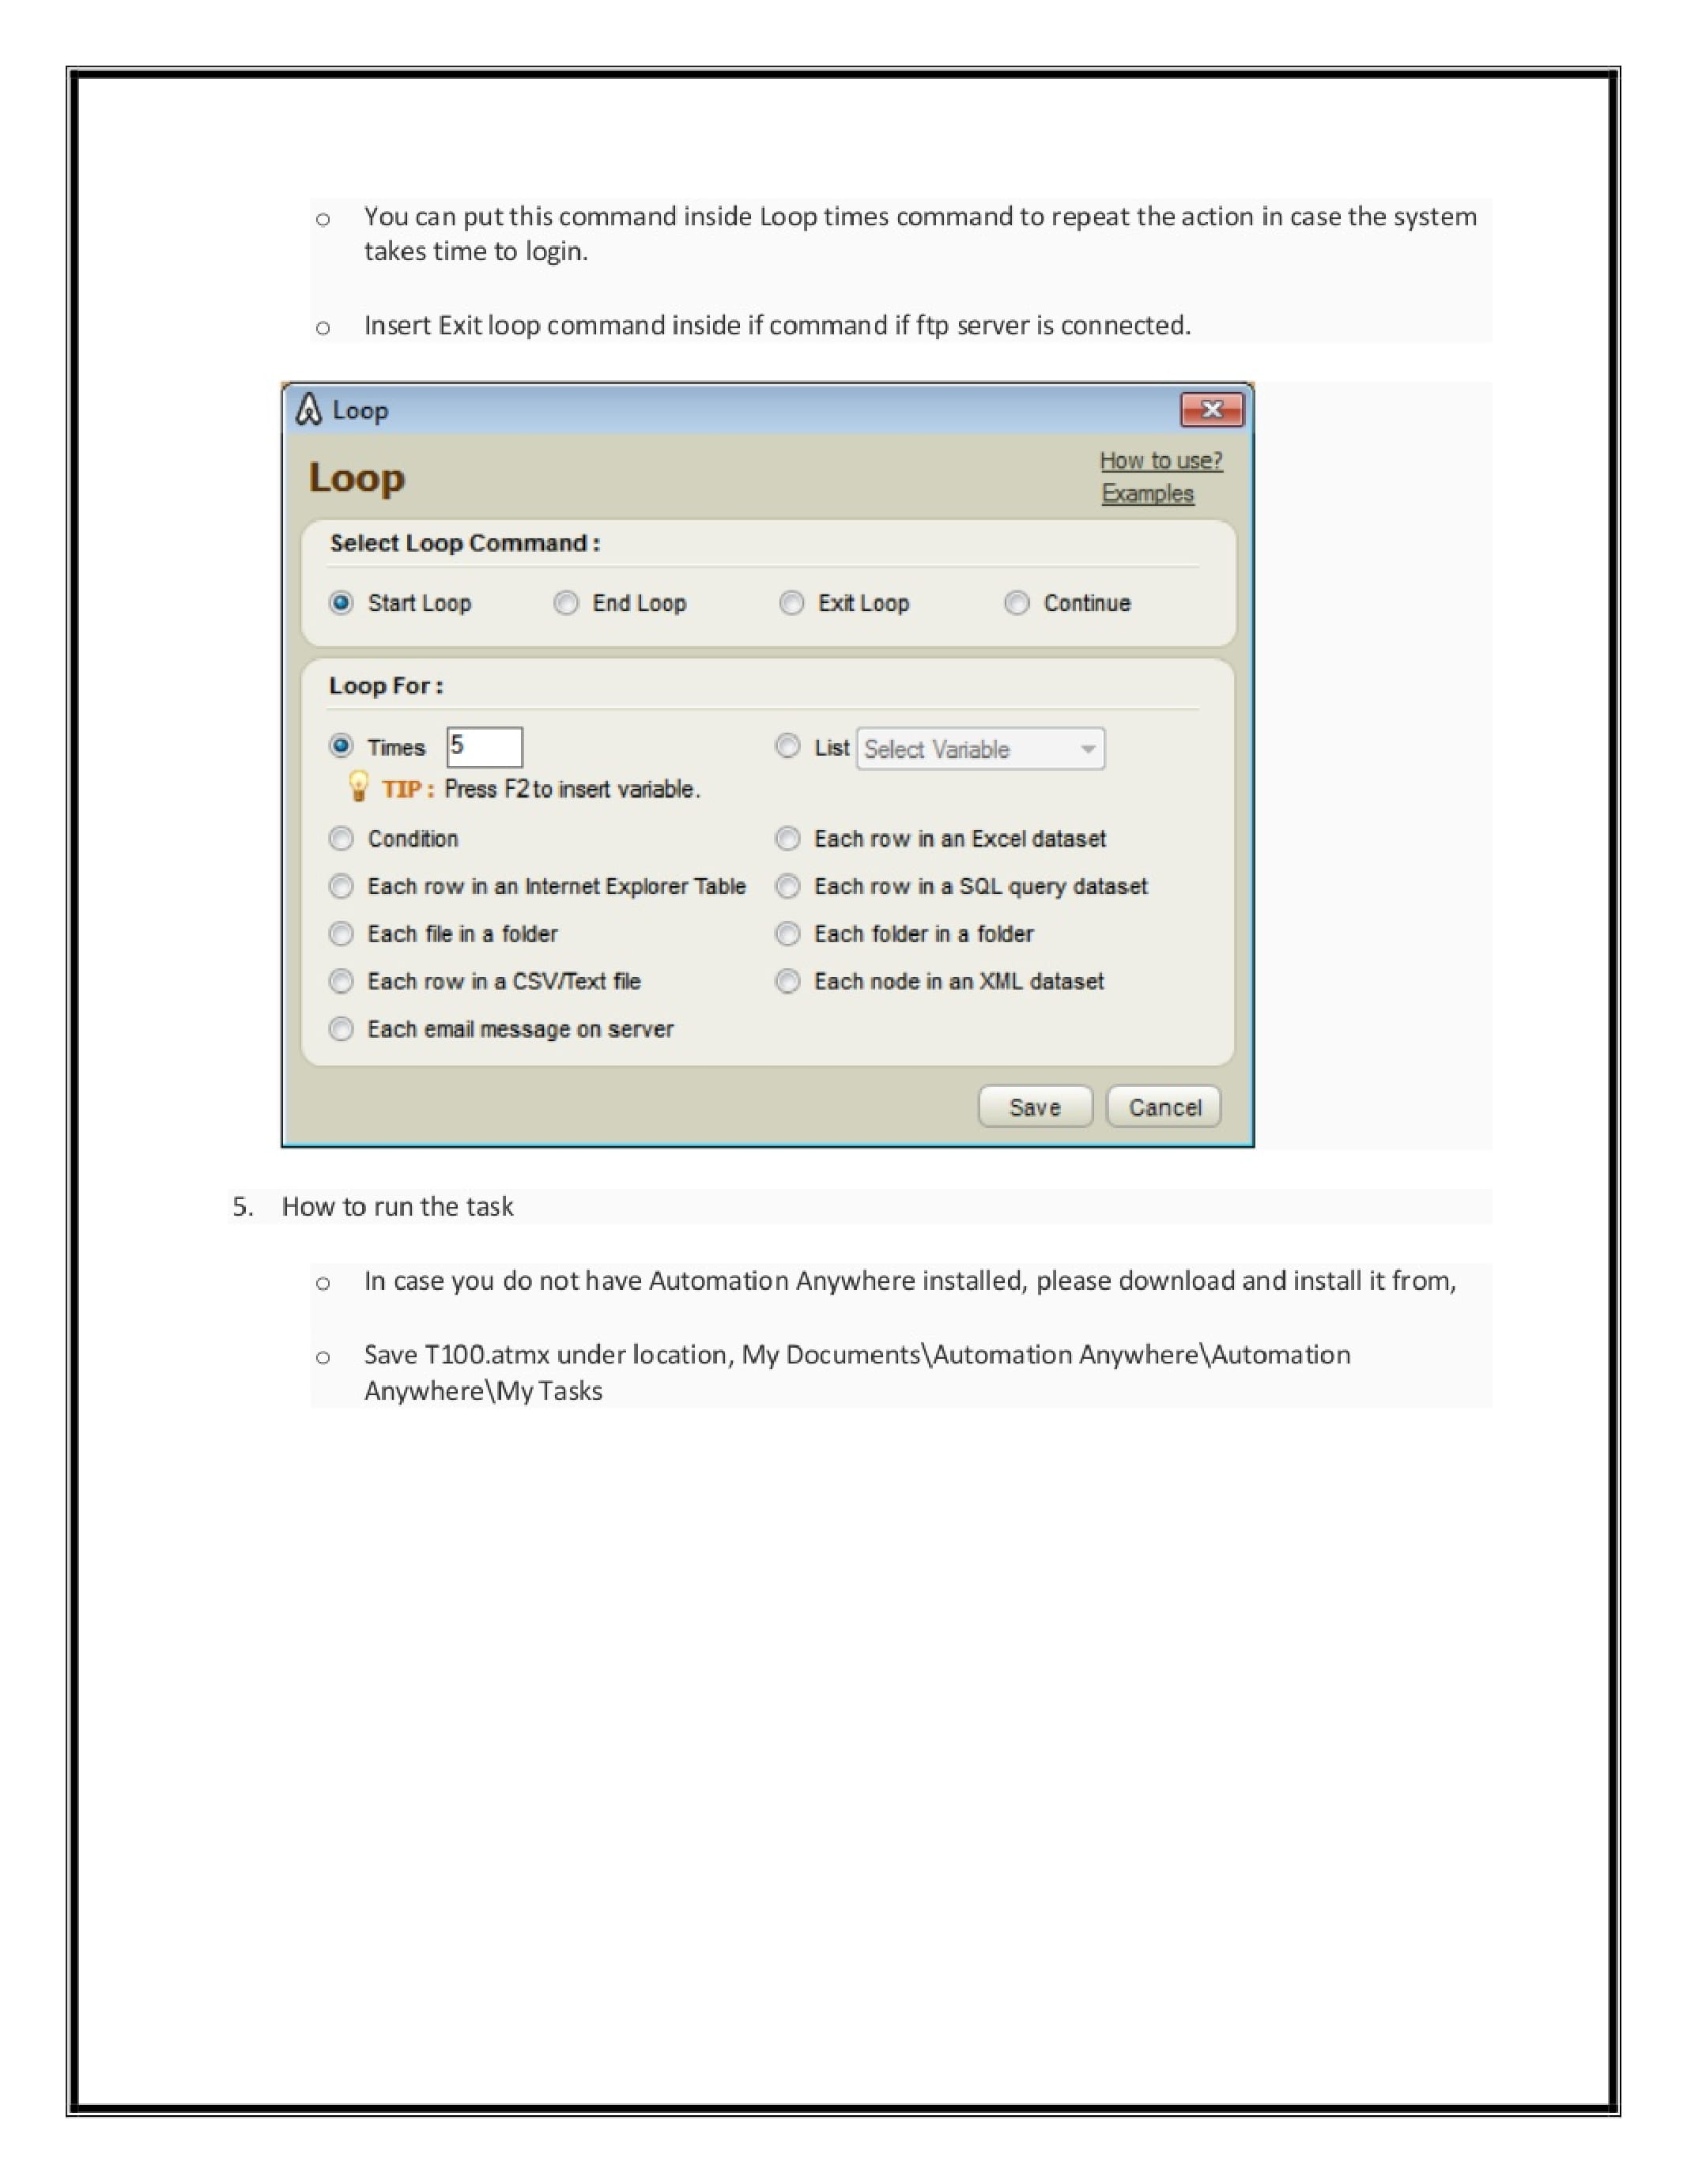 o You can put this command inside Loop times command to repeat the action in case the system
takes time to login.
o Insert Exit loop command inside if command if ftp server is connected.
Loop
Loop
How to use?
Examples
Select Loop Command :
Start Loop End Loop Exit Loop Continue
Loop For :
Times 5 List Select Variable
TIP : Press F2 to insert variable.
Condition Each row in an Excel dataset
Each row in an Internet Explorer Table Each row in a SQL query dataset
Each file in a folder Each folder in a folder
Each row in a CSV/Text file Each node in an XML dataset
Each email message on server
Save Cancel
5. How to run the task
o In case you do not have Automation Anywhere installed, please download and install it from,
o Save T100.atmx under location, My Documents\Automation Anywhere\Automation
Anywhere\My Tasks